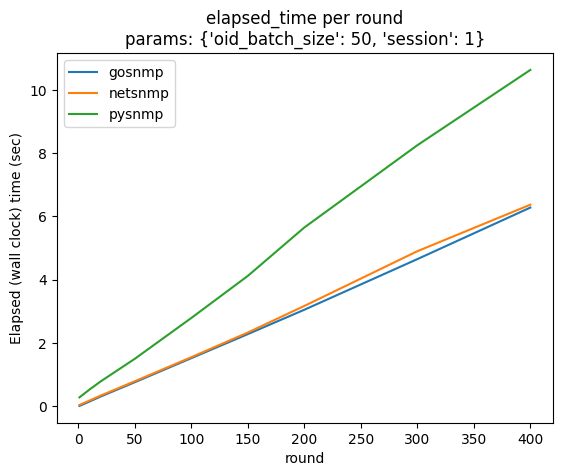 elapsed_time per round
params: {'oid_batch_size': 50, 'session': 1}
gosnmp
netsnmp
pysnmp
Elapsed (wall clock) time (sec)
10
8
6
4
2
0
0 50 100 150 200 250 300 350 400
round